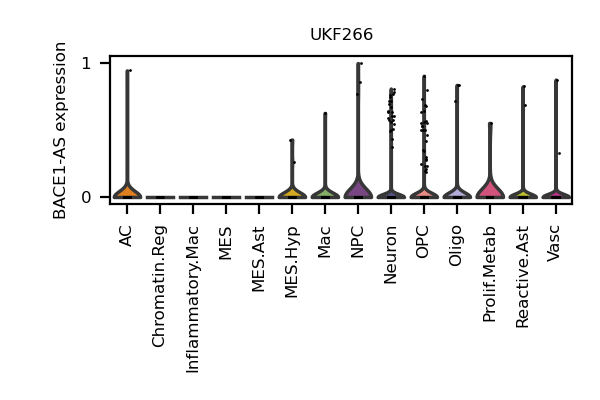 UKF266
BACE1-AS expression
1
0
AC
Chromatin.Reg
Inflammatory.Mac
MES
MES.Ast
MES.Hyp
Mac
NPC
Neuron
OPC
Oligo
Prolif.Metab
Reactive.Ast
Vasc